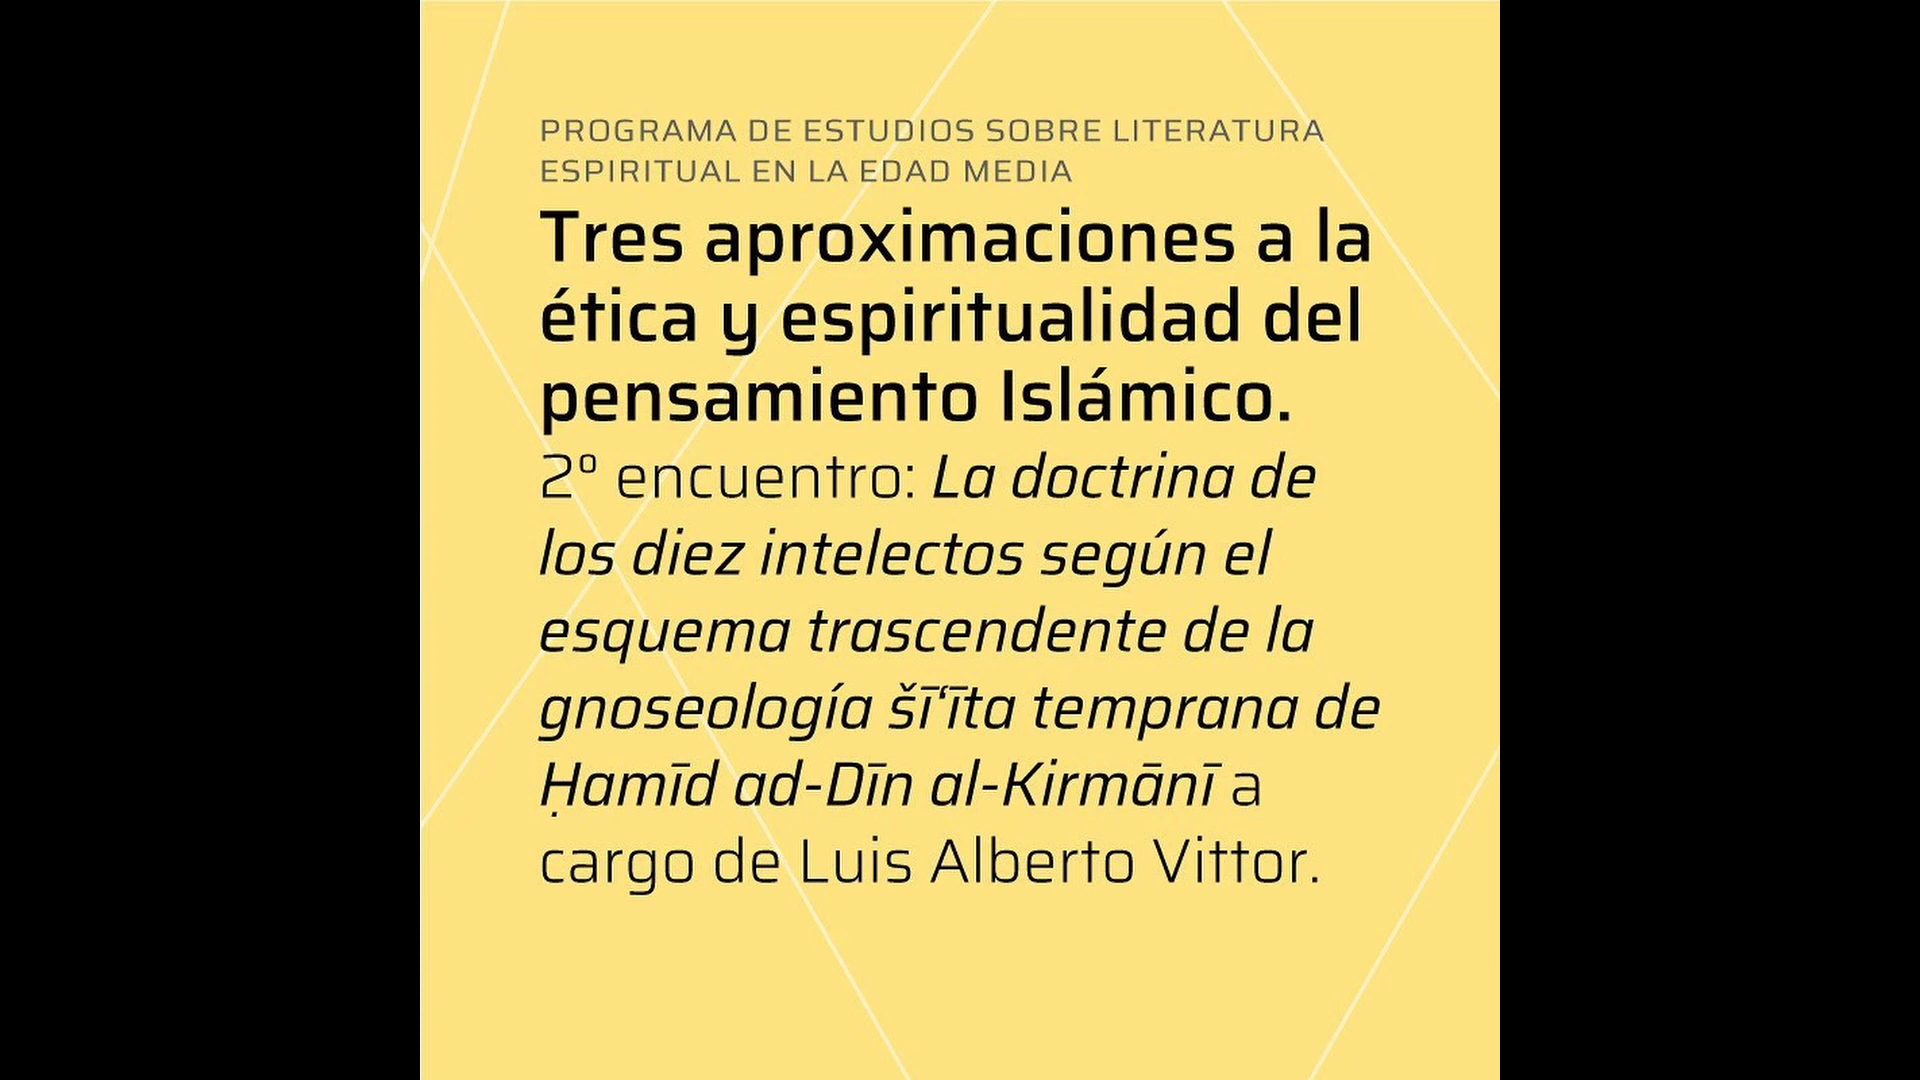 PROGRAMA DE ESTUDIOS SOBRE LITERATURA
ESPIRITUAL EN LA EDAD MEDIA
Tres aproximaciones a la
ética y espiritualidad del
pensamiento Islámico.
2º encuentro: La doctrina de
los diez intelectos según el
esquema trascendente de la
gnoseología šī‘īta temprana de
Ḥamīd ad-Dīn al-Kirmānī a
cargo de Luis Alberto Vittor.